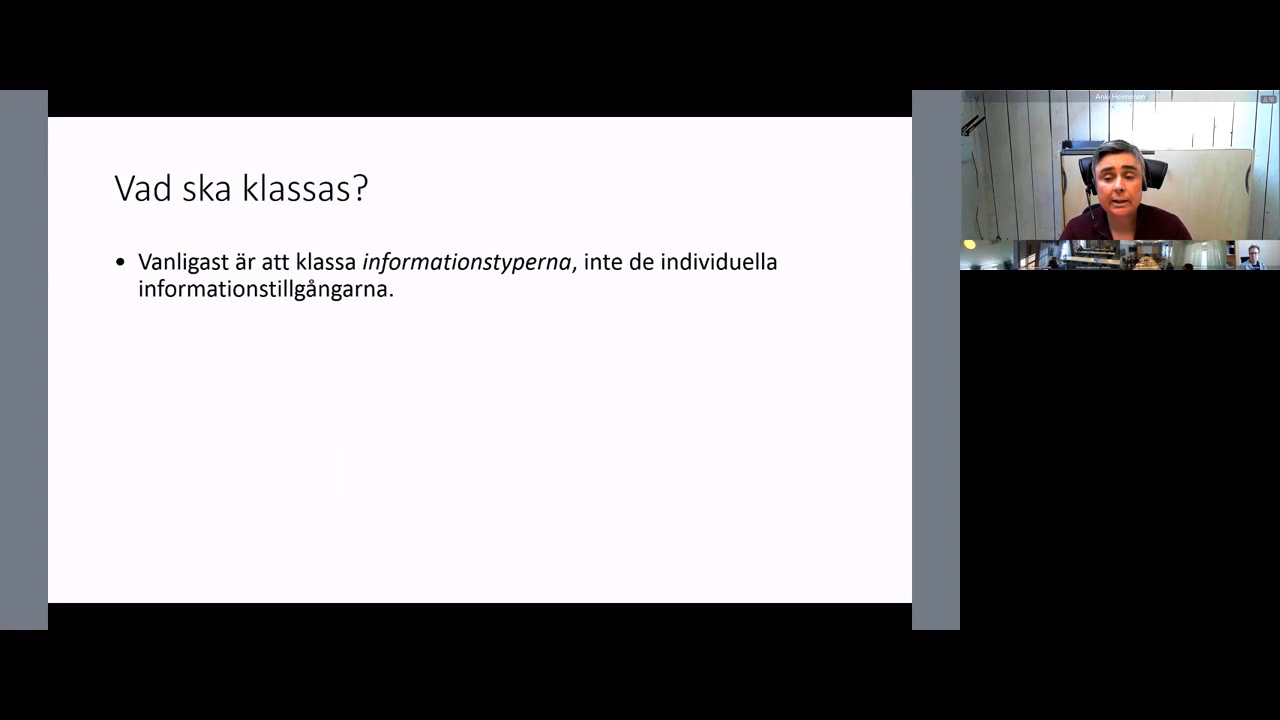 Vad ska klassas?
• Vanligast är att klassa informationstyperna, inte de individuella
informationstillgångarna.